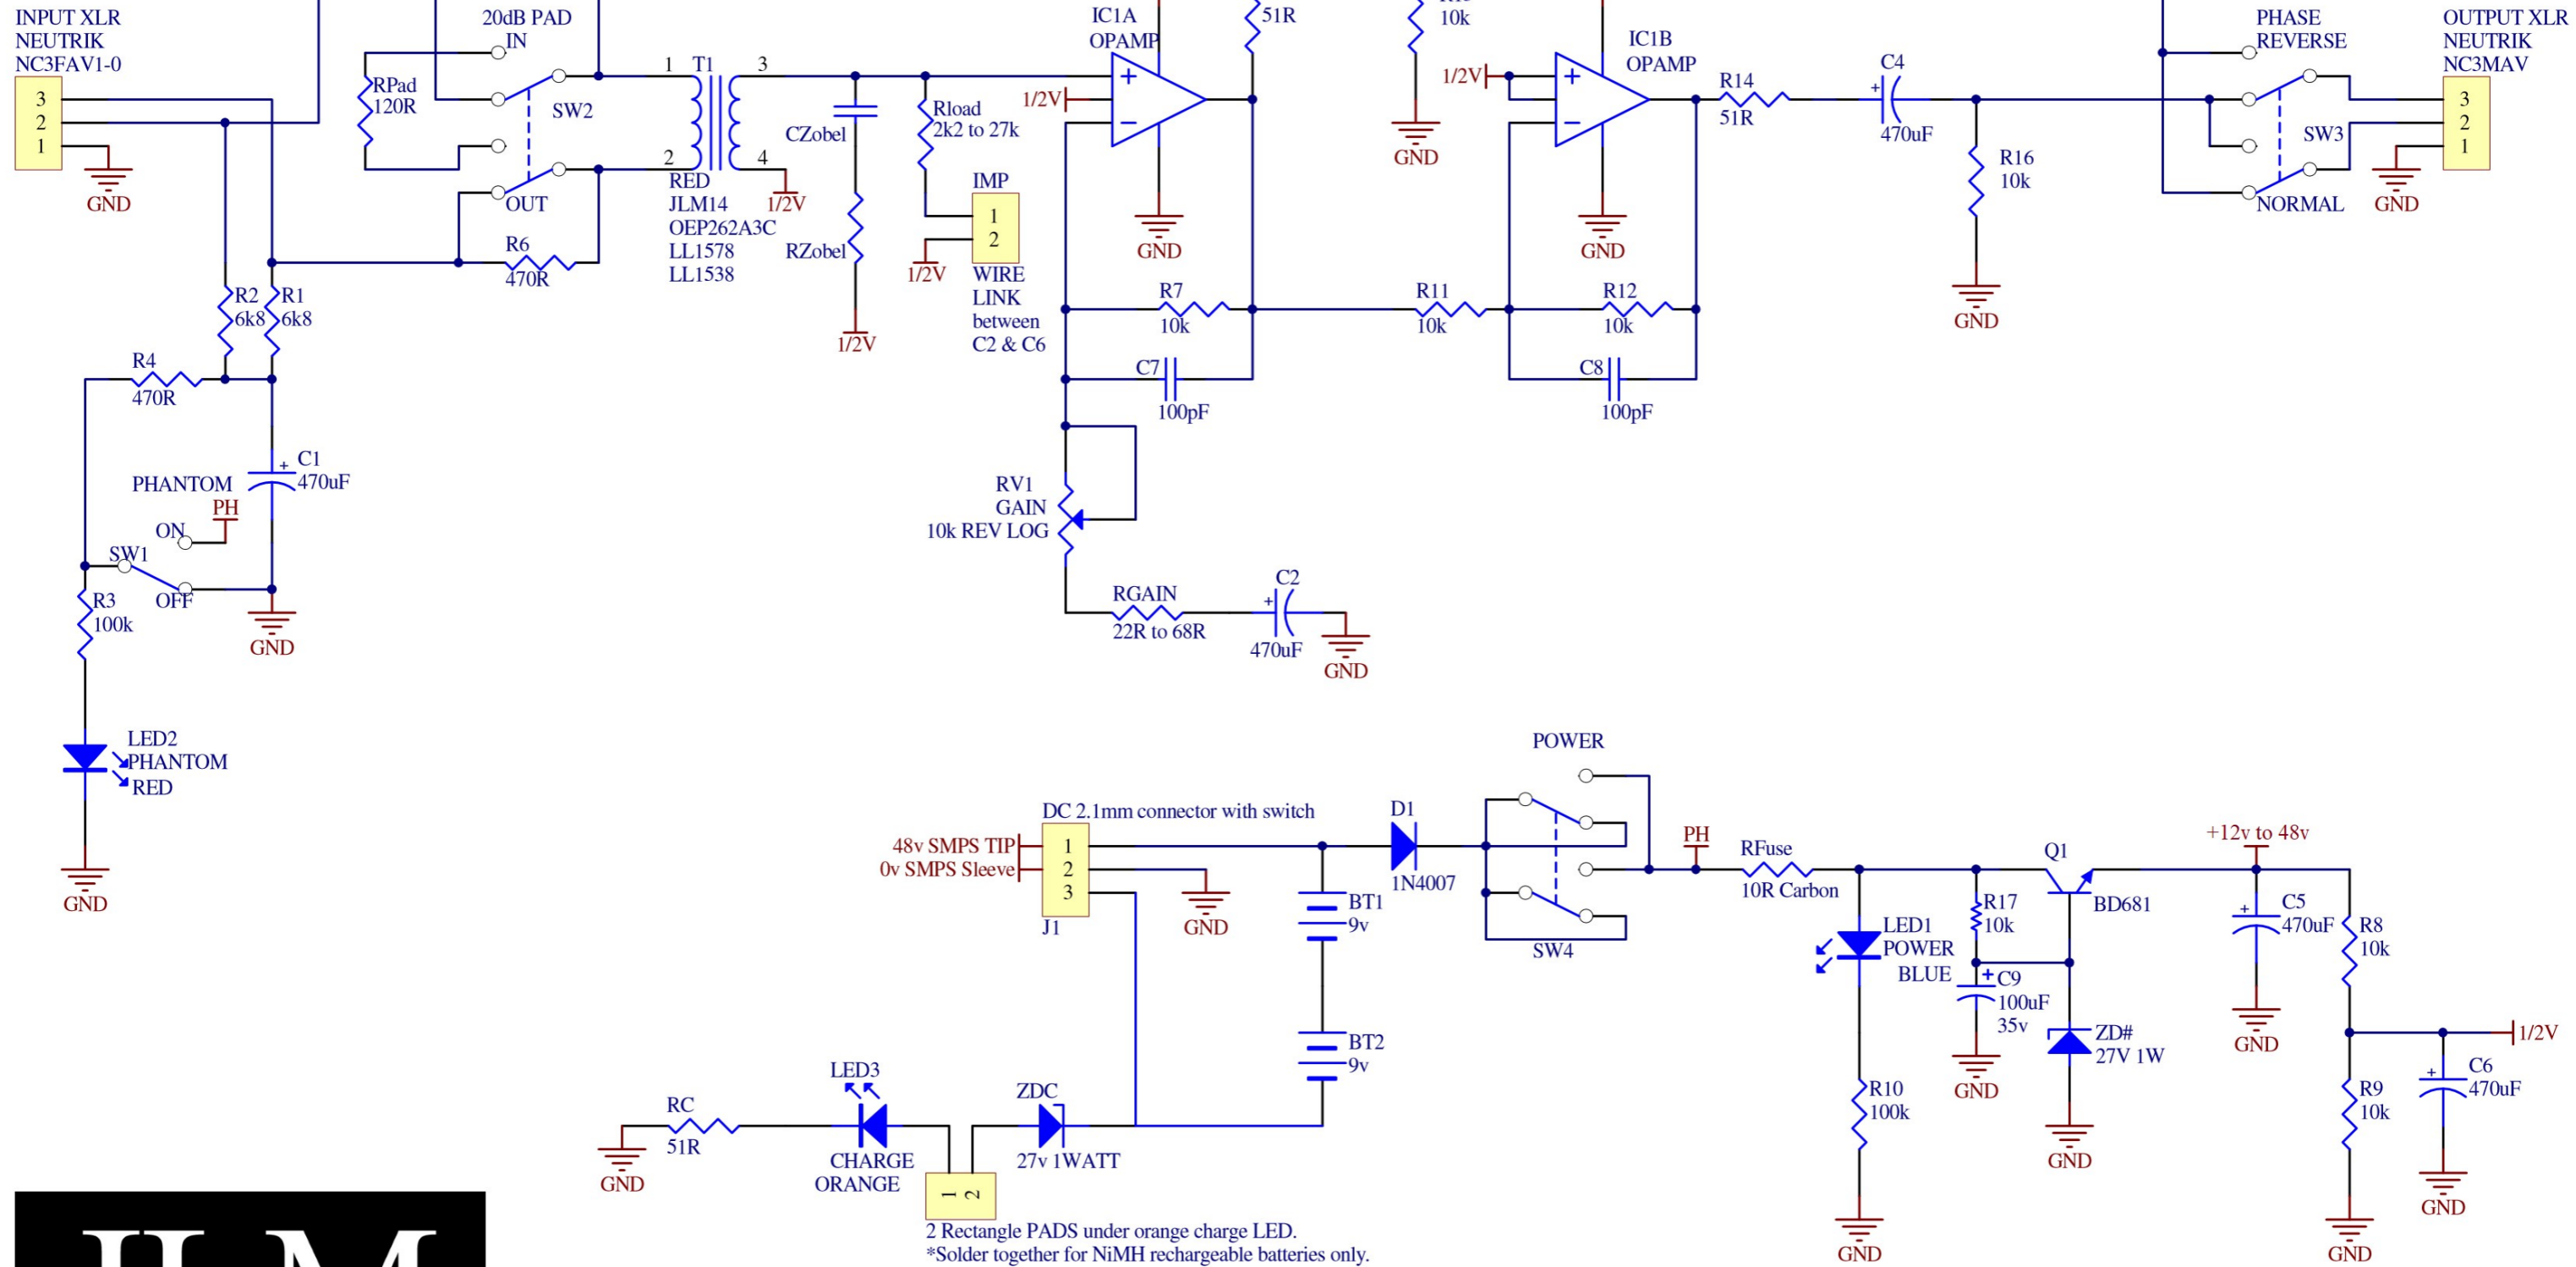 INPUT XLR
NEUTRIK
NC3FAV1-0
3
2
1
GND
20dB PAD
IN
RPad
120R
SW2
OUT
R6
470R
1
T1
3
2
4
RED
JLM14
OEP262A3C
LL1578
LL1538
1/2V
CZobel
RZobel
1/2V
Rload
2k2 to 27k
IMP
1
2
1/2V
WIRE
LINK
between
C2 & C6
IC1A
OPAMP
51R
1/2V
+
−
GND
R7
10k
C7
100pF
RV1
GAIN
10k REV LOG
RGAIN
22R to 68R
C2
+
470uF
GND
10k
GND
IC1B
OPAMP
1/2V
+
−
GND
R11
10k
R12
10k
C8
100pF
R14
51R
C4
+
470uF
R16
10k
GND
PHASE
REVERSE
SW3
NORMAL
OUTPUT XLR
NEUTRIK
NC3MAV
3
2
1
GND
R2
6k8
R1
6k8
R4
470R
C1
+
470uF
PHANTOM
PH
ON
SW1
OFF
GND
R3
100k
LED2
PHANTOM
RED
GND
DC 2.1mm connector with switch
48v SMPS TIP
0v SMPS Sleeve
1
2
3
J1
GND
BT1
9v
BT2
9v
D1
1N4007
POWER
SW4
PH
RFuse
10R Carbon
LED1
POWER
BLUE
R10
100k
GND
R17
10k
+
C9
100uF
35v
GND
Q1
BD681
ZD#
27V 1W
GND
+12v to 48v
C5
+
470uF
GND
R8
10k
1/2V
R9
10k
GND
C6
+
470uF
GND
RC
51R
GND
LED3
CHARGE
ORANGE
ZDC
27v 1WATT
1
2
2 Rectangle PADS under orange charge LED.
*Solder together for NiMH rechargeable batteries only.
JLM